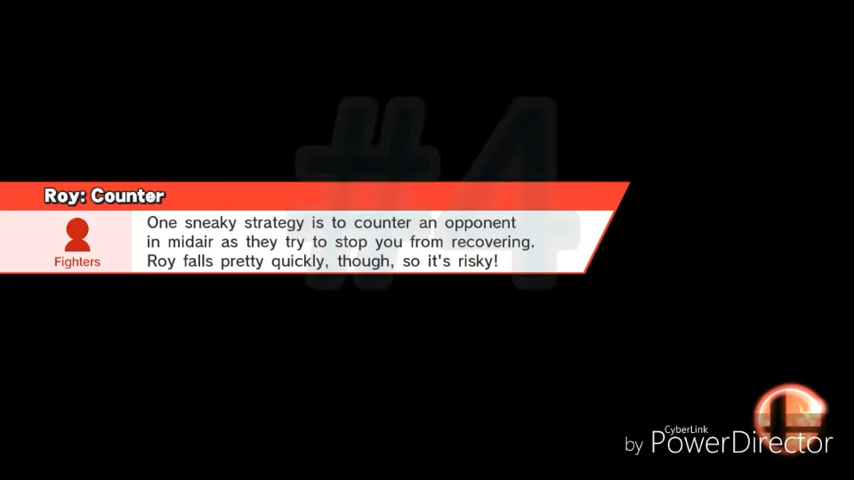 #4
Roy: Counter
One sneaky strategy is to counter an opponent
in midair as they try to stop you from recovering.
Roy falls pretty quickly, though, so it's risky!
Fighters
CyberLink
by PowerDirector